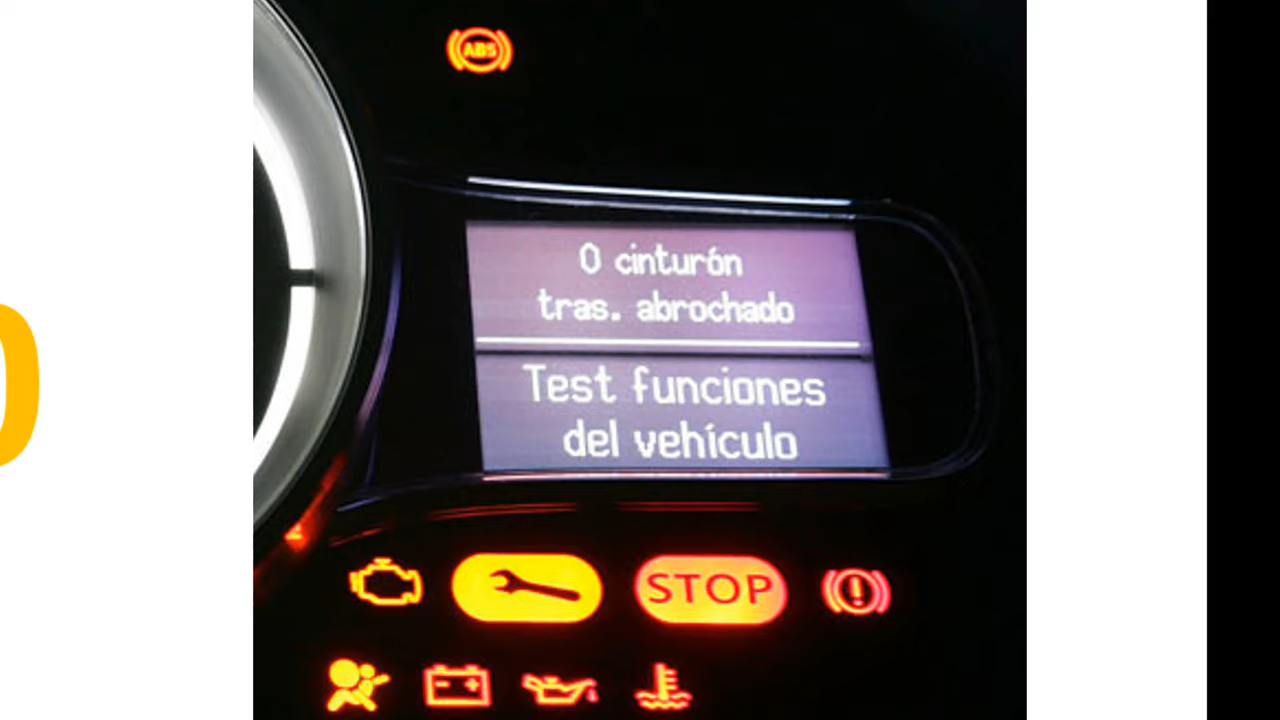 ABS
0 cinturón
tras. abrochado
Test funciones
del vehículo
STOP